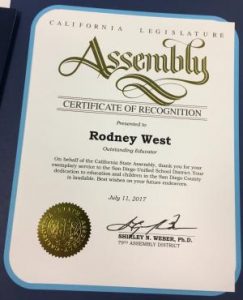 CALIFORNIA LEGISLATURE
Assembly
CERTIFICATE OF RECOGNITION
Presented to
Rodney West
Outstanding Educator
On behalf of the California State Assembly, thank you for your
exemplary service to the San Diego Unified School District. Your
dedication to education and children in the San Diego County
is laudable. Best wishes on your future endeavors.
July 11, 2017
SHIRLEY N. WEBER, Ph.D.
79TH ASSEMBLY DISTRICT